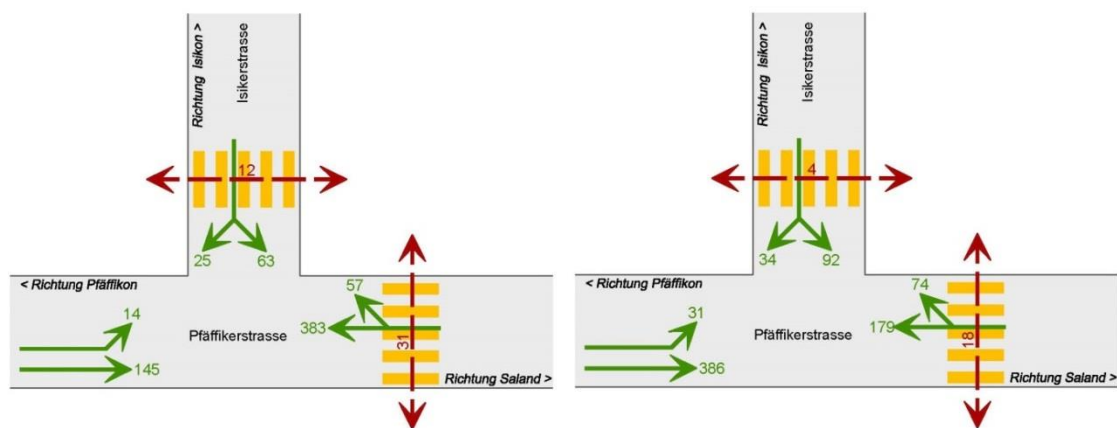 Richtung Isikon >
Isikerstrasse
12
25
63
< Richtung Pfäffikon
57
14
Pfäffikerstrasse
383
31
145
Richtung Saland >
Richtung Isikon >
Isikerstrasse
4
34
92
< Richtung Pfäffikon
74
31
Pfäffikerstrasse
179
18
386
Richtung Saland >